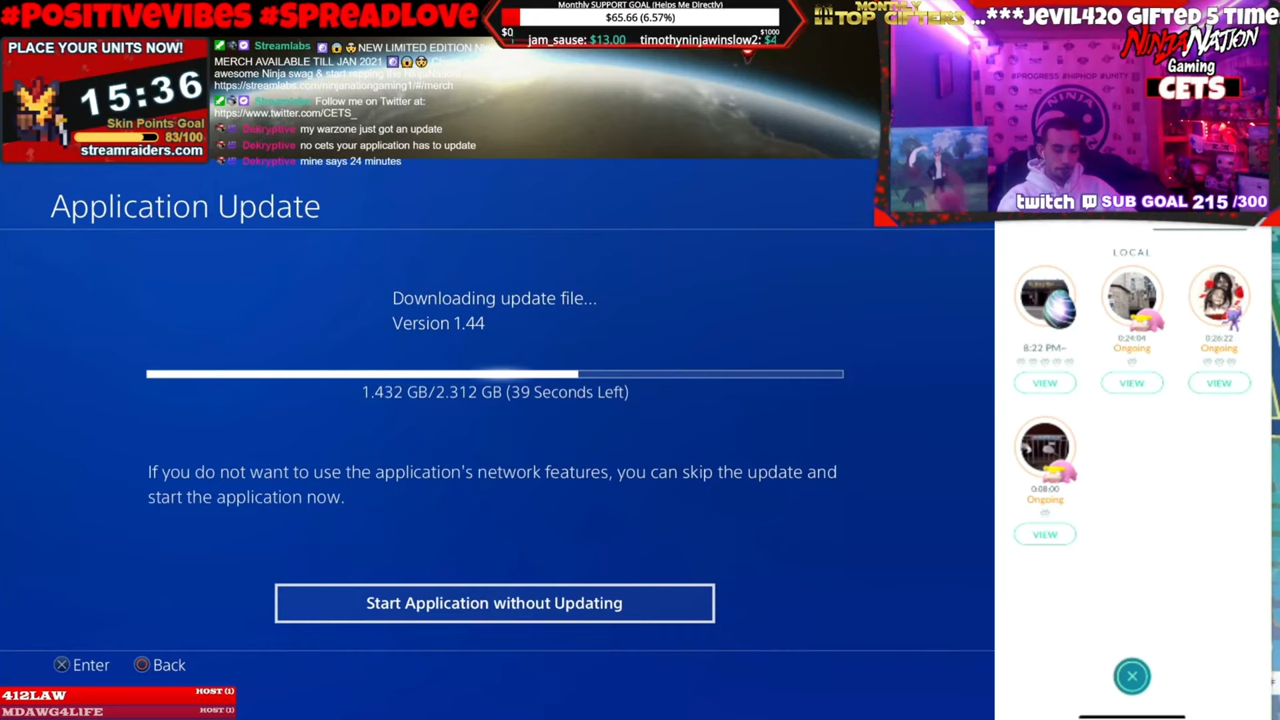 #POSITIVEVIBES #SPREADLOVE
Monthly SUPPORT GOAL (Helps Me Directly)
$65.66 (6.57%)
$0
$1000
jam_sause: $13.00 timothyninjawinslow2: $4
MONTHLY
TOP GIFTERS
...***JEVIL420 GIFTED 5 TIME
PLACE YOUR UNITS NOW!
15:36
Skin Points Goal
83/100
streamraiders.com
Streamlabs NEW LIMITED EDITION
MERCH AVAILABLE TILL JAN 2021
awesome Ninja swag & start
https://streamlabs.com/ninjanationgaming1/#/merch
Streamlabs Follow me on Twitter at:
https://www.twitter.com/CETS_
Dekryptive my warzone just got an update
Dekryptive no cets your application has to update
Dekryptive mine says 24 minutes
NINJA NATION
Gaming
CETS
#PROGRESS #HIPHOP #UNITY
twitch SUB GOAL 215 /300
Application Update
Downloading update file...
Version 1.44
1.432 GB/2.312 GB (39 Seconds Left)
If you do not want to use the application's network features, you can skip the update and
start the application now.
Start Application without Updating
Enter Back
412LAW HOST (1)
MDAWG4LIFE HOST (1)
LOCAL
8:22 PM~
0:24:04
Ongoing
0:26:22
Ongoing
VIEW VIEW VIEW
0:08:00
Ongoing
VIEW